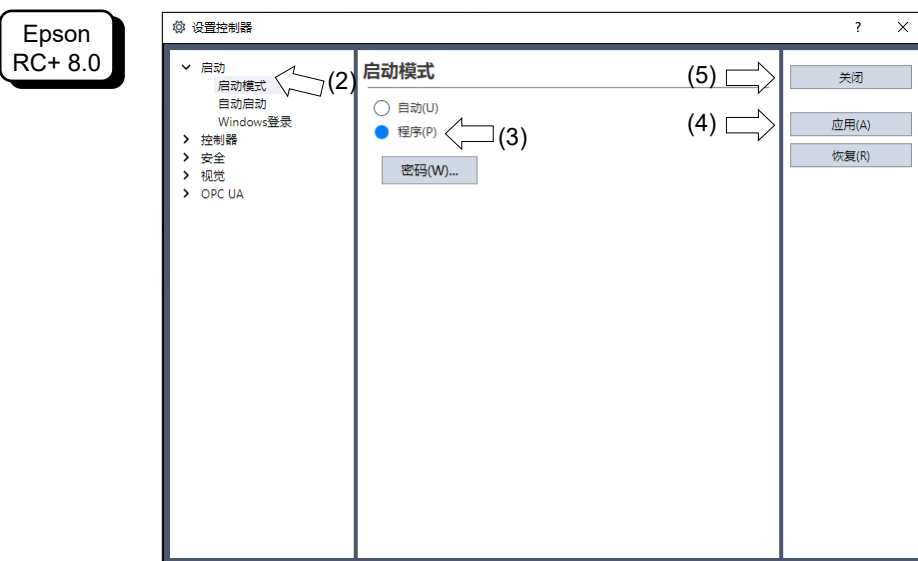 Epson
RC+ 8.0
设置控制器
?
启动
启动模式
自动启动
Windows登录
控制器
安全
视觉
OPC UA
(2)
启动模式
自动(U)
程序(P)
(3)
密码(W)...
(5)
关闭
(4)
应用(A)
恢复(R)